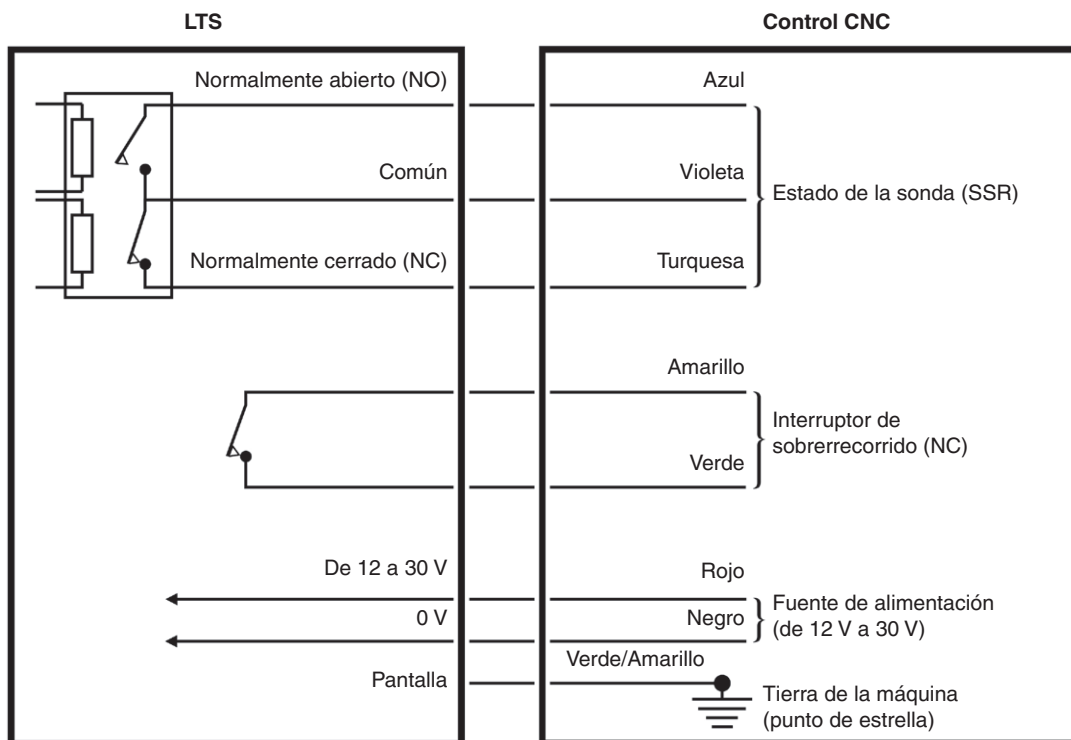 LTS
Control CNC
Normalmente abierto (NO)
Azul
Común
Violeta
Estado de la sonda (SSR)
Normalmente cerrado (NC)
Turquesa
Amarillo
Interruptor de
sobrerrecorrido (NC)
Verde
De 12 a 30 V
Rojo
0 V
Negro
Fuente de alimentación
(de 12 V a 30 V)
Verde/Amarillo
Pantalla
Tierra de la máquina
(punto de estrella)